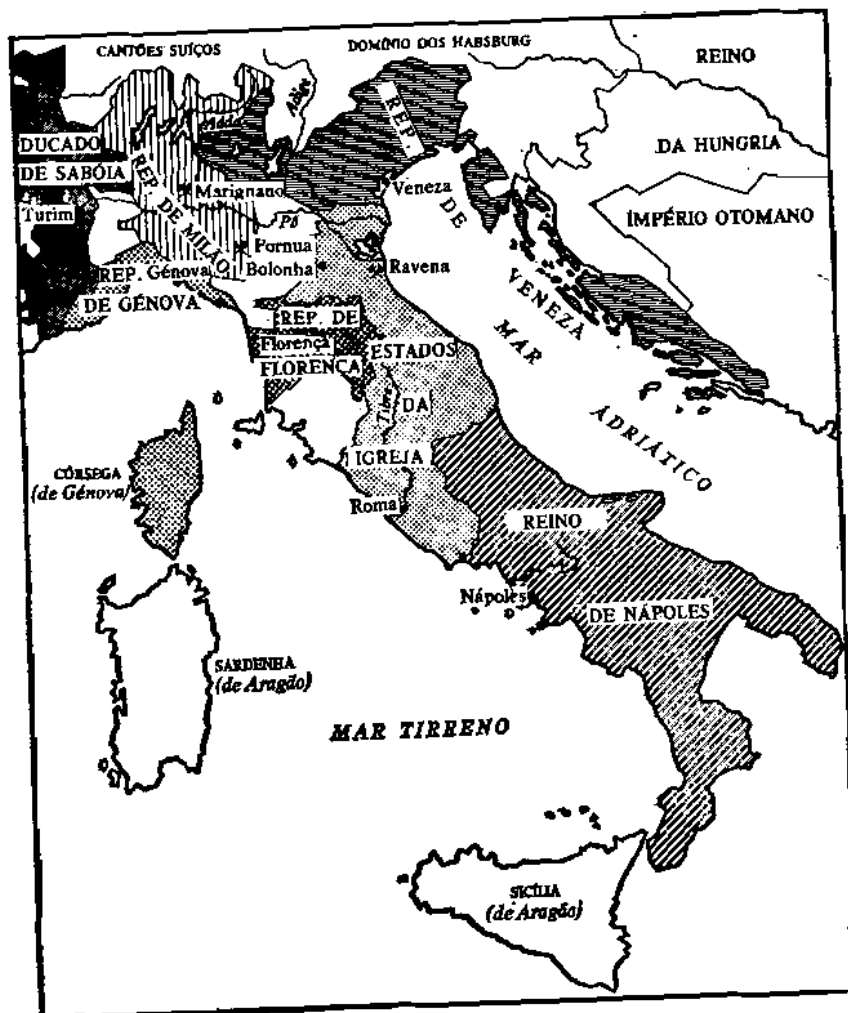 CANTÕES SUÍÇOS
DOMÍNIO DOS HABSBURG
REINO
DA HUNGRIA
IMPÉRIO OTOMANO
Adige
Adda
DUCADO
DE SABÓIA
Turim
REP. DE MILÃO
Marignano
Pó
Fornua
Bolonha
REP. Génova
DE GÉNOVA
REP.
DE
VENEZA
Veneza
Ravena
REP. DE
Florença
FLORENÇA
ESTADOS
DA
IGREJA
Tibre
Roma
MAR
ADRIÁTICO
CÓRSEGA
(de Génova)
REINO
DE NÁPOLES
Nápoles
SARDENHA
(de Aragão)
MAR TIRRENO
SICÍLIA
(de Aragão)